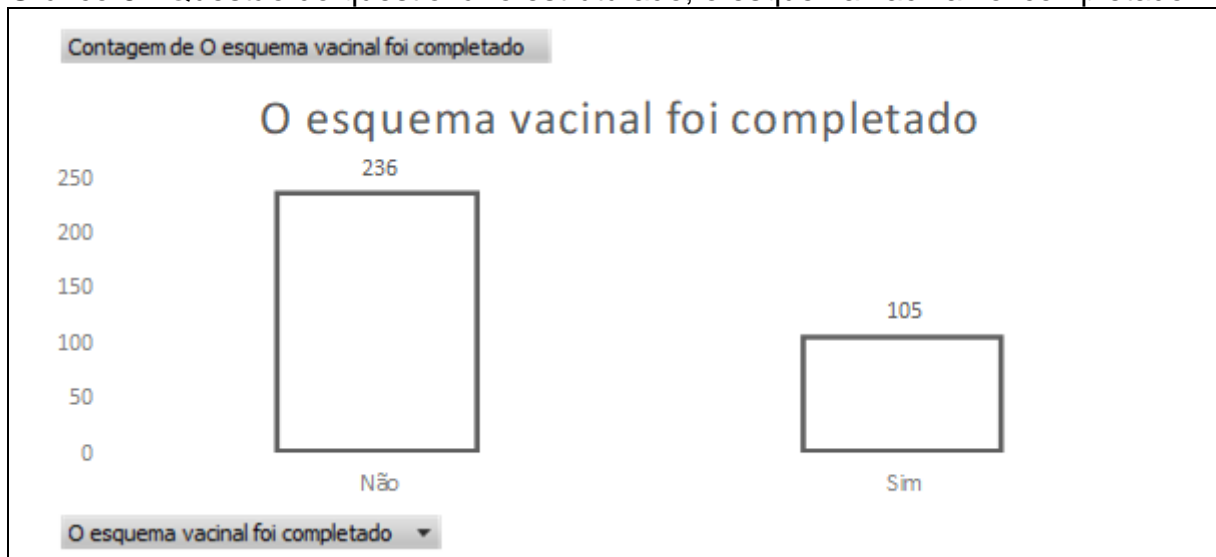 Contagem de O esquema vacinal foi completado
O esquema vacinal foi completado
250
200
150
100
50
0
236
105
Não
Sim
O esquema vacinal foi completado